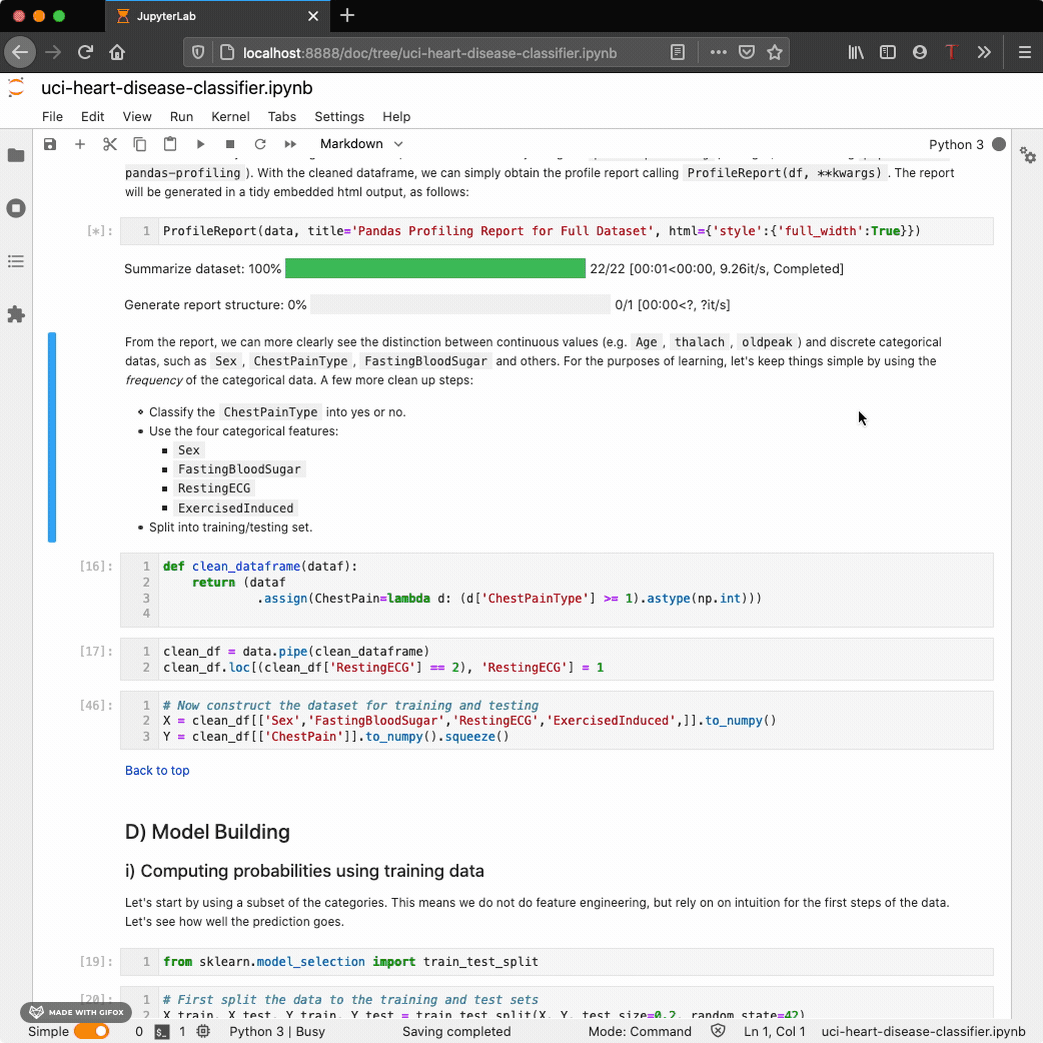 JupyterLab
localhost:8888/doc/tree/uci-heart-disease-classifier.ipynb
uci-heart-disease-classifier.ipynb
File Edit View Run Kernel Tabs Settings Help
Markdown
Python 3
pandas-profiling ). With the cleaned dataframe, we can simply obtain the profile report calling ProfileReport(df, **kwargs) . The report
will be generated in a tidy embedded html output, as follows:
[*]: 1 ProfileReport(data, title='Pandas Profiling Report for Full Dataset', html={'style':{'full_width':True}})
Summarize dataset: 100% 22/22 [00:01<00:00, 9.26it/s, Completed]
Generate report structure: 0% 0/1 [00:00<?, ?it/s]
From the report, we can more clearly see the distinction between continuous values (e.g. Age , thalach , oldpeak ) and discrete categorical
datas, such as Sex , ChestPainType , FastingBloodSugar and others. For the purposes of learning, let's keep things simple by using the
frequency of the categorical data. A few more clean up steps:
Classify the ChestPainType into yes or no.
Use the four categorical features:
Sex
FastingBloodSugar
RestingECG
ExercisedInduced
Split into training/testing set.
[16]: 1 def clean_dataframe(dataf):
2 return (dataf
3 .assign(ChestPain=lambda d: (d['ChestPainType'] >= 1).astype(np.int)))
4
[17]: 1 clean_df = data.pipe(clean_dataframe)
2 clean_df.loc[(clean_df['RestingECG'] == 2), 'RestingECG'] = 1
[46]: 1 # Now construct the dataset for training and testing
2 X = clean_df[['Sex','FastingBloodSugar','RestingECG','ExercisedInduced',]].to_numpy()
3 Y = clean_df[['ChestPain']].to_numpy().squeeze()
Back to top
D) Model Building
i) Computing probabilities using training data
Let's start by using a subset of the categories. This means we do not do feature engineering, but rely on on intuition for the first steps of the data.
Let's see how well the prediction goes.
[19]: 1 from sklearn.model_selection import train_test_split
[20]: 1 # First split the data to the training and test sets
2 X_train, X_test, Y_train, Y_test = train_test_split(X, Y, test_size=0.2, random_state=42)
MADE WITH GIFOX
Simple 0 1 Python 3 | Busy Saving completed Mode: Command Ln 1, Col 1 uci-heart-disease-classifier.ipynb